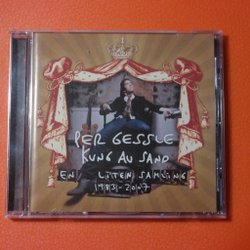 PER GESSLE
KUNG AV SAND
EN LITEN SAMLING
1983-2007